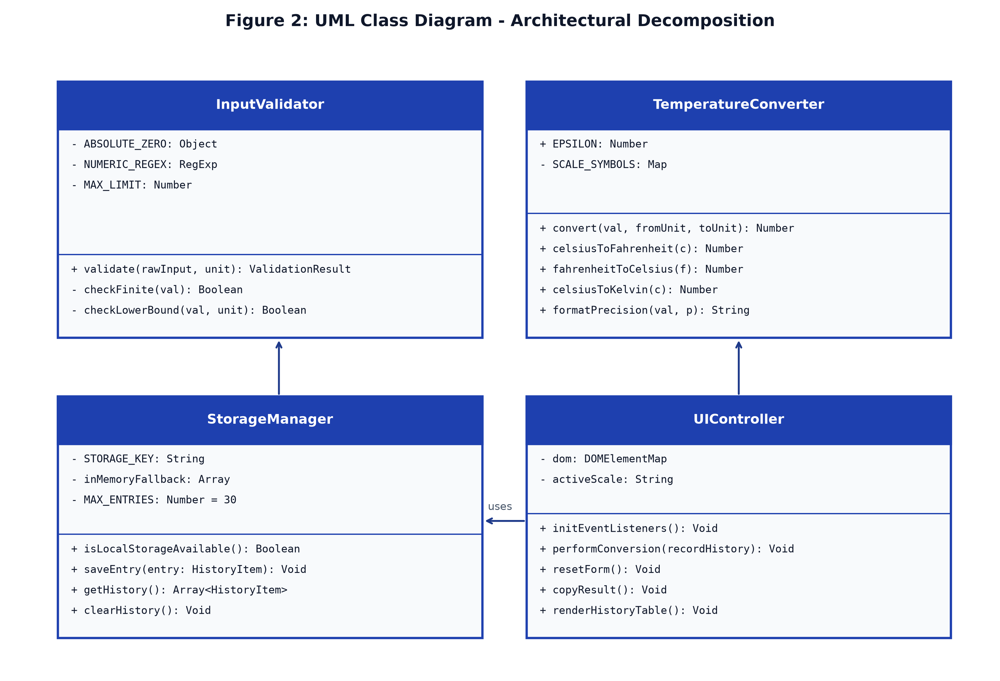 Figure 2: UML Class Diagram - Architectural Decomposition
InputValidator
- ABSOLUTE_ZERO: Object
- NUMERIC_REGEX: RegExp
- MAX_LIMIT: Number
+ validate(rawInput, unit): ValidationResult
- checkFinite(val): Boolean
- checkLowerBound(val, unit): Boolean
TemperatureConverter
+ EPSILON: Number
- SCALE_SYMBOLS: Map
+ convert(val, fromUnit, toUnit): Number
+ celsiusToFahrenheit(c): Number
+ fahrenheitToCelsius(f): Number
+ celsiusToKelvin(c): Number
+ formatPrecision(val, p): String
StorageManager
- STORAGE_KEY: String
- inMemoryFallback: Array
- MAX_ENTRIES: Number = 30
+ isLocalStorageAvailable(): Boolean
+ saveEntry(entry: HistoryItem): Void
+ getHistory(): Array<HistoryItem>
+ clearHistory(): Void
uses
UIController
- dom: DOMElementMap
- activeScale: String
+ initEventListeners(): Void
+ performConversion(recordHistory): Void
+ resetForm(): Void
+ copyResult(): Void
+ renderHistoryTable(): Void